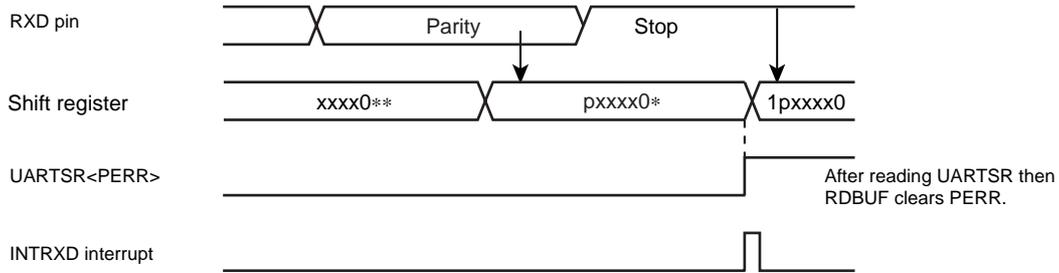 RXD pin
Parity
Stop
Shift register
xxxx0**
pxxxx0*
1pxxxx0
UARTSR<PERR>
After reading UARTSR then
RDBUF clears PERR.
INTRXD interrupt